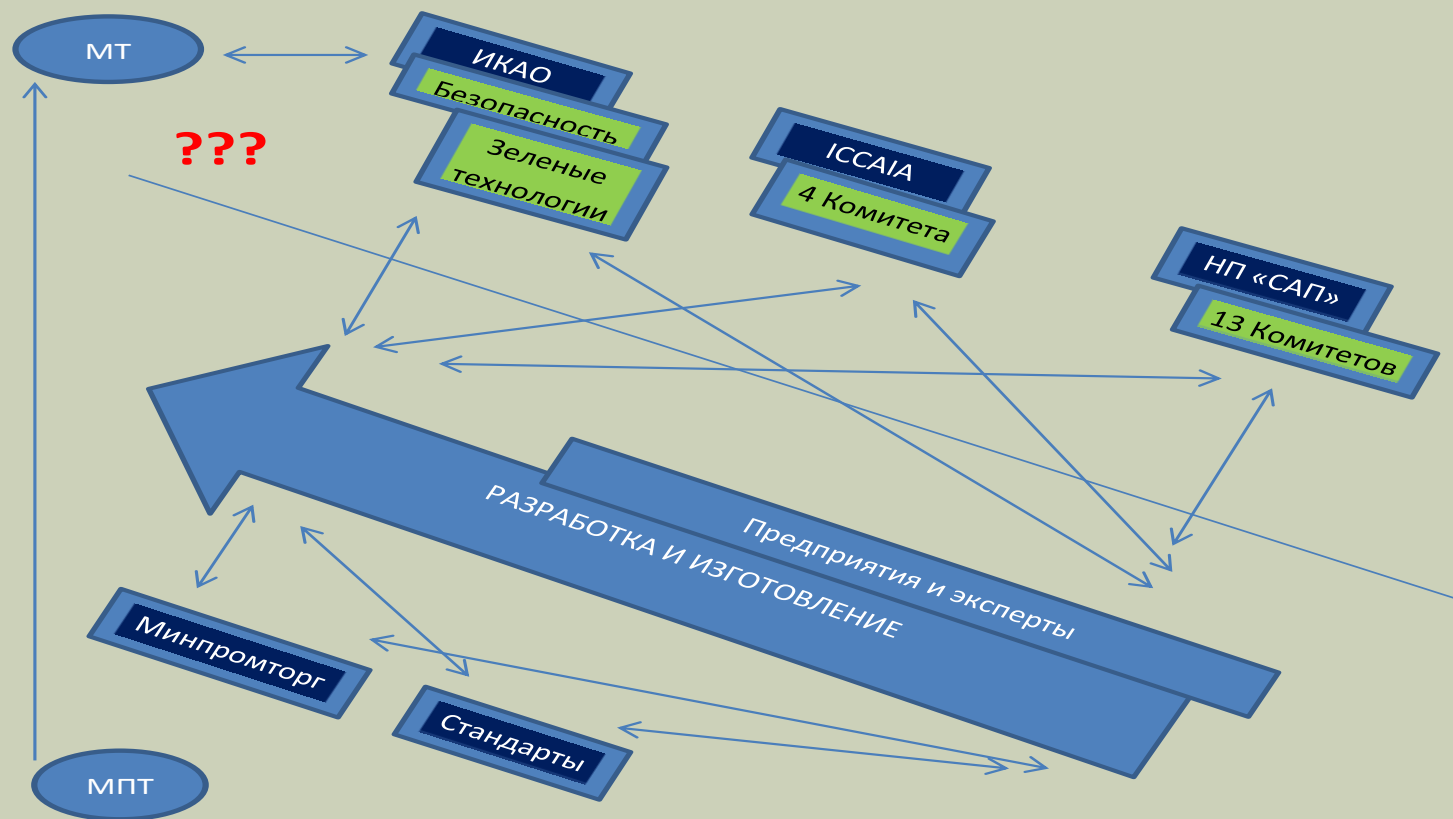 МТ
ИКАО
Безопасность
Зеленые
технологии
???
ICCAIA
4 Комитета
НП «САП»
13 Комитетов
Предприятия и эксперты
РАЗРАБОТКА И ИЗГОТОВЛЕНИЕ
Минпромторг
Стандарты
МПТ